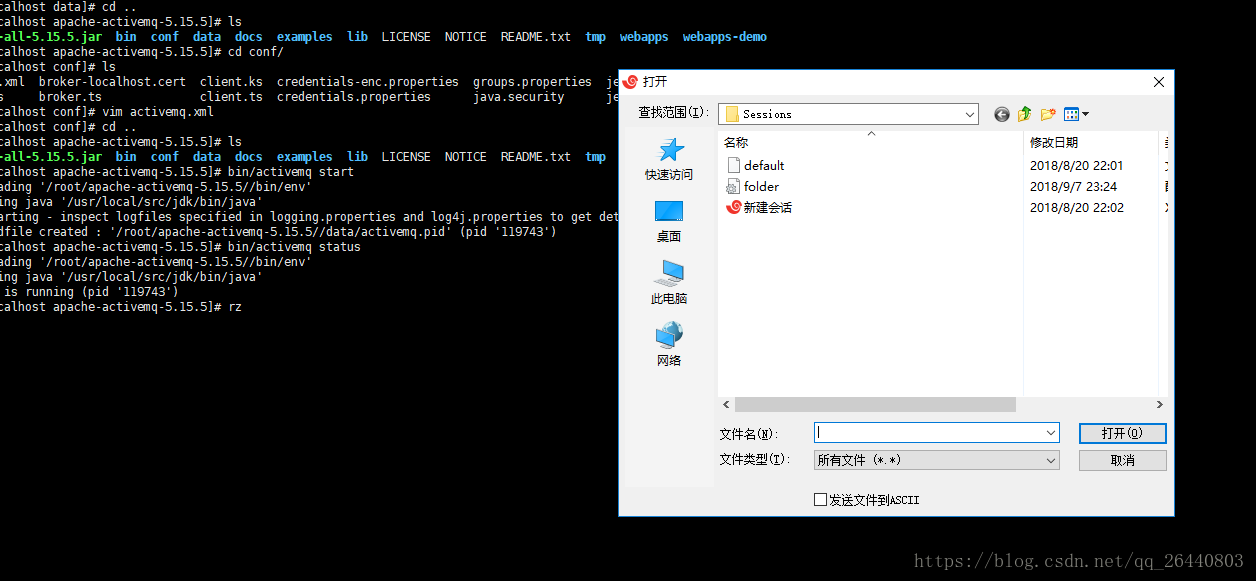 calhost data]# cd ..
calhost apache-activemq-5.15.5]# ls
-all-5.15.5.jar bin conf data docs examples lib LICENSE NOTICE README.txt tmp webapps webapps-demo
calhost apache-activemq-5.15.5]# cd conf/
calhost conf]# ls
.xml broker-localhost.cert client.ks credentials-enc.properties groups.properties je
s broker.ts client.ts credentials.properties java.security je
calhost conf]# vim activemq.xml
calhost conf]# cd ..
calhost apache-activemq-5.15.5]# ls
-all-5.15.5.jar bin conf data docs examples lib LICENSE NOTICE README.txt tmp
calhost apache-activemq-5.15.5]# bin/activemq start
ading '/root/apache-activemq-5.15.5//bin/env'
ing java '/usr/local/src/jdk/bin/java'
arting - inspect logfiles specified in logging.properties and log4j.properties to get det
dfile created : '/root/apache-activemq-5.15.5//data/activemq.pid' (pid '119743')
calhost apache-activemq-5.15.5]# bin/activemq status
ading '/root/apache-activemq-5.15.5//bin/env'
ing java '/usr/local/src/jdk/bin/java'
is running (pid '119743')
calhost apache-activemq-5.15.5]# rz
打开
查找范围(I): Sessions
快速访问
桌面
此电脑
网络
名称 修改日期
default 2018/8/20 22:01
folder 2018/9/7 23:24
新建会话 2018/8/20 22:02
文件名(N): 打开(O)
文件类型(T): 所有文件 (*.*) 取消
发送文件到ASCII
https://blog.csdn.net/qq_26440803